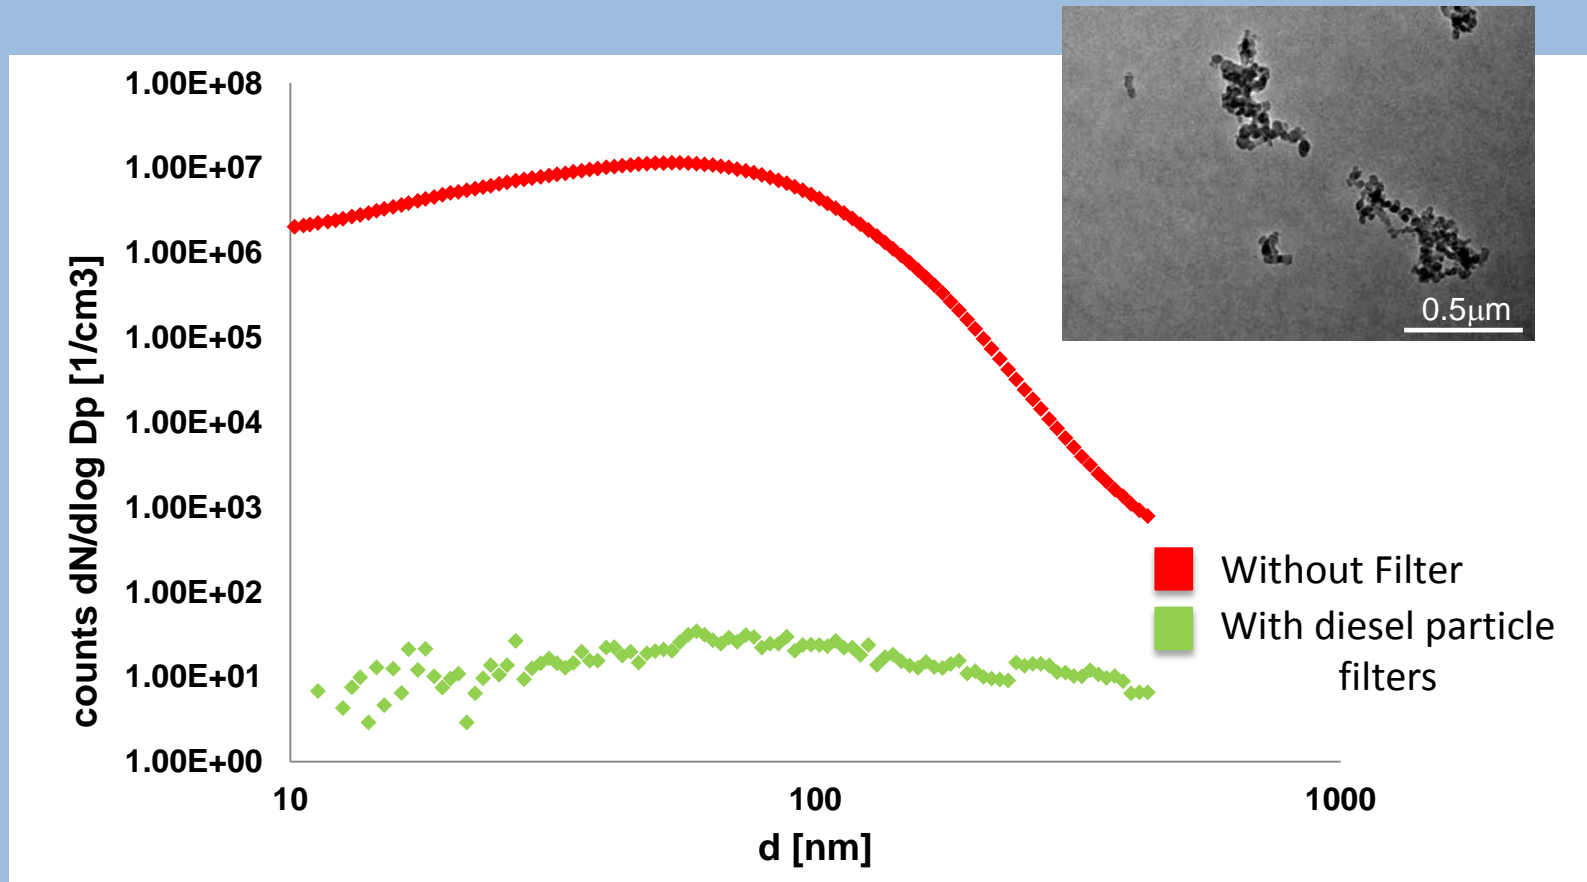 counts dN/dlog Dp [1/cm3]
1.00E+08
1.00E+07
1.00E+06
1.00E+05
1.00E+04
1.00E+03
1.00E+02
1.00E+01
1.00E+00
10
100
1000
d [nm]
0.5μm
Without Filter
With diesel particle
filters